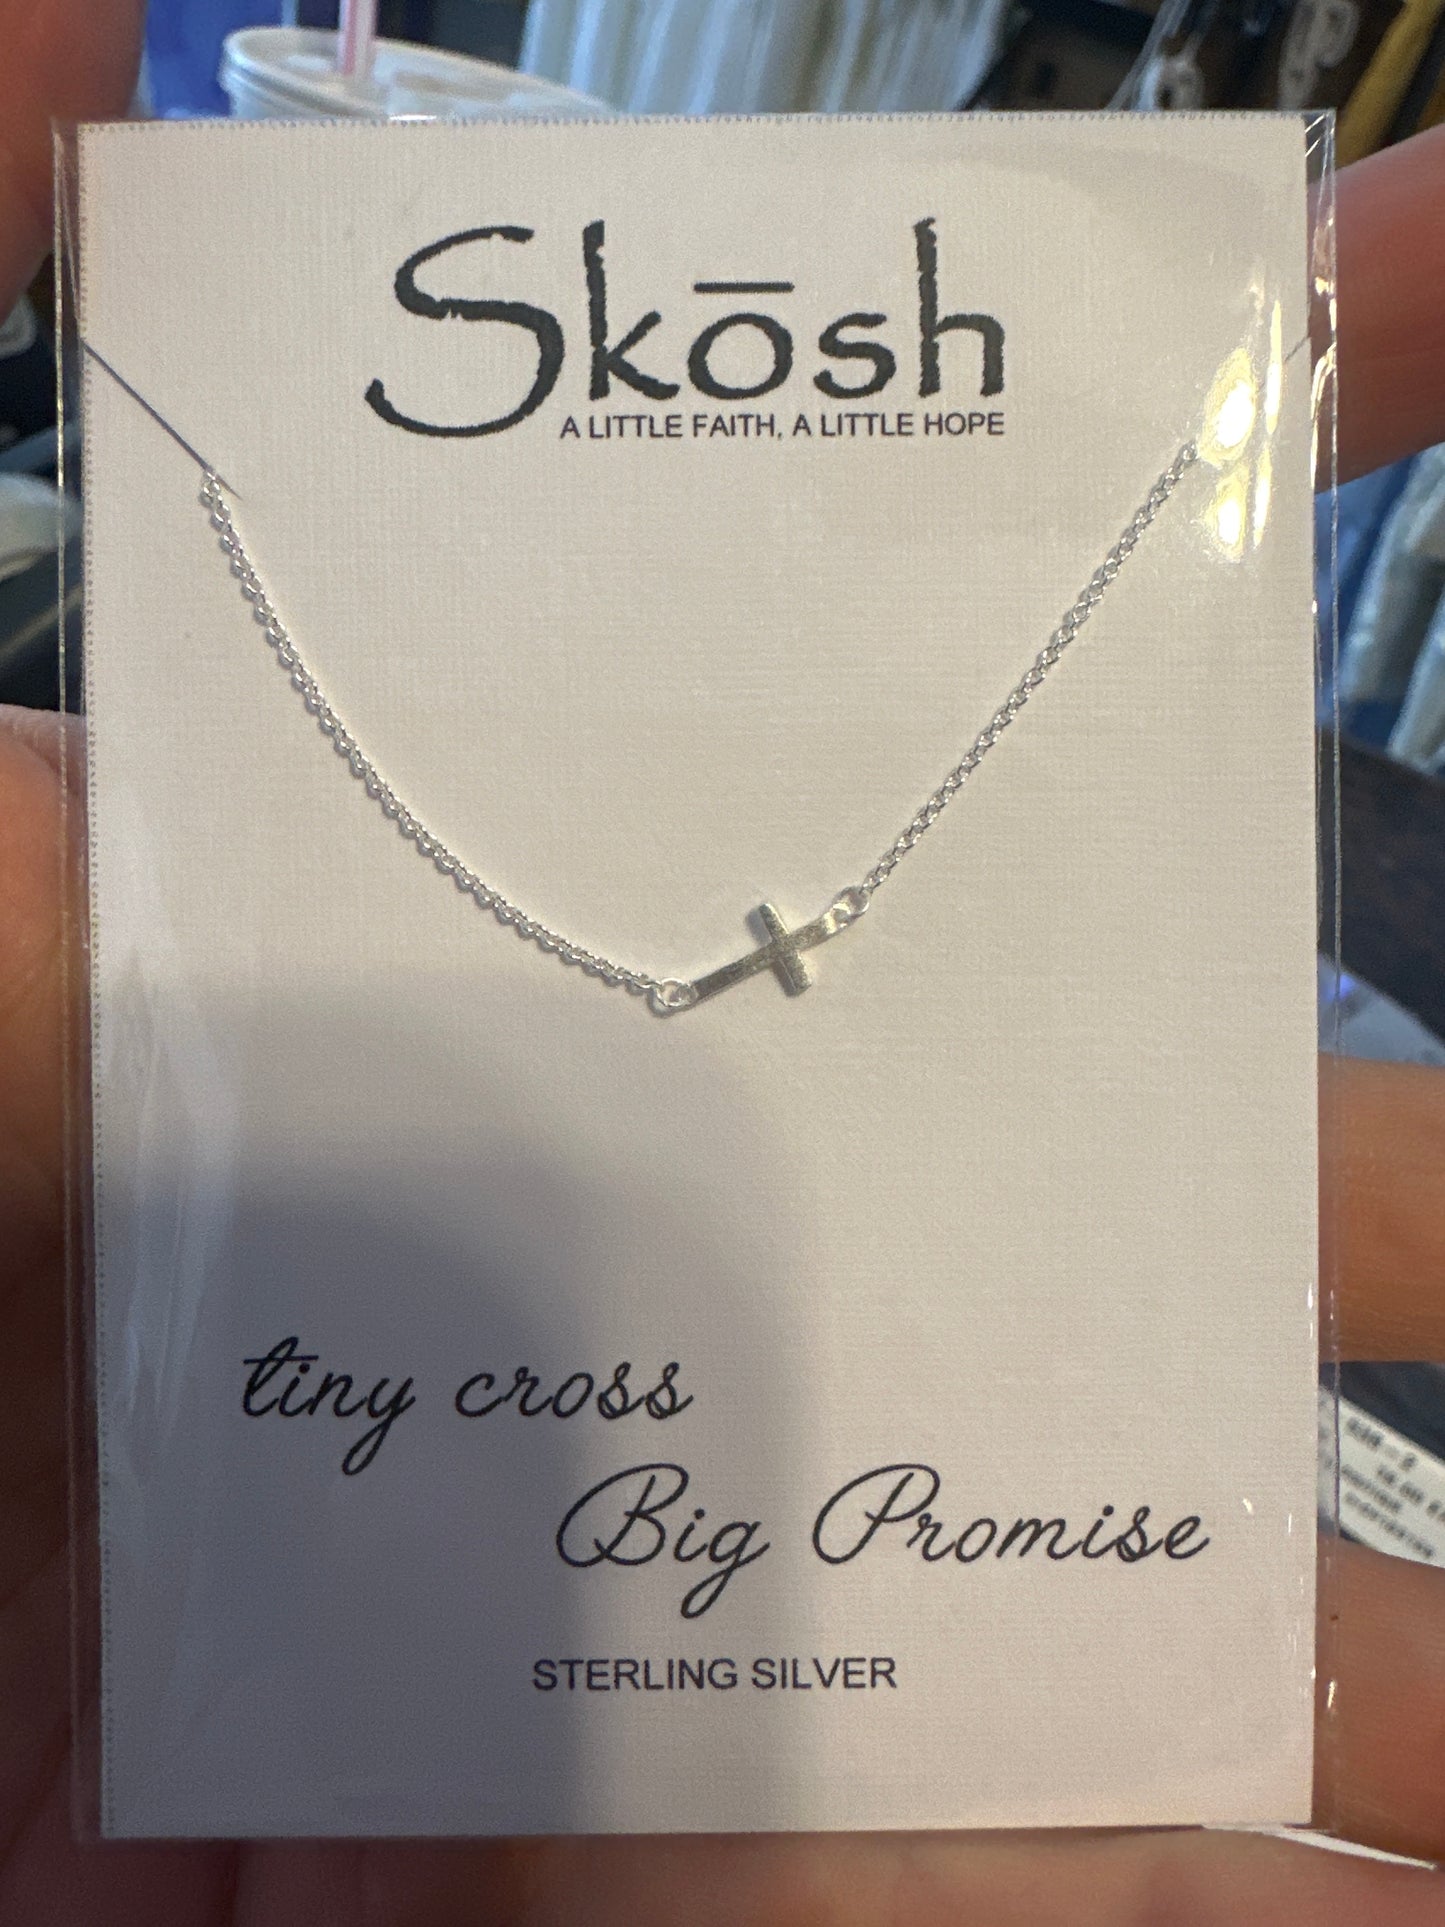 Skōsh
A LITTLE FAITH, A LITTLE HOPE
tiny cross
Big Promise
STERLING SILVER